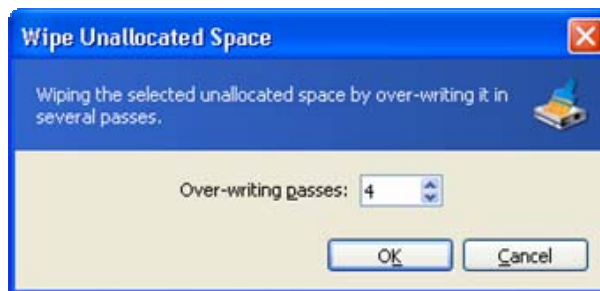 Wipe Unallocated Space
Wiping the selected unallocated space by over-writing it in
several passes.
Over-writing passes: 4
OK
Cancel